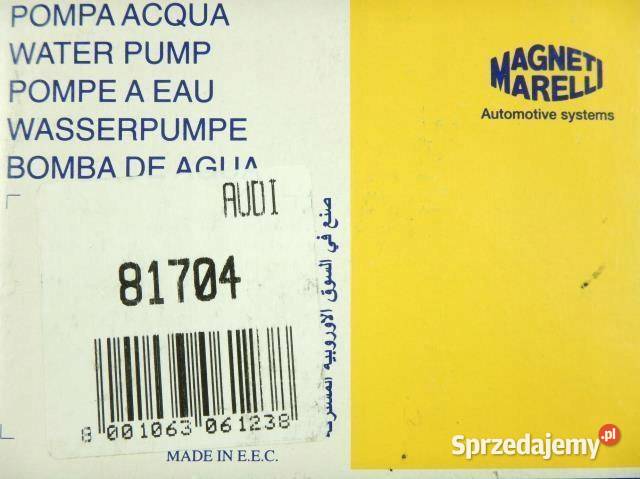 POMPA ACQUA
WATER PUMP
POMPE A EAU
WASSERPUMPE
BOMBA DE AGUA
MAGNETI
MARELLI
Automotive systems
AUDI
81704
8 001063 061238
صنع في السوق الاوروبية المشتركة
MADE IN E.E.C.
Sprzedajemy.pl